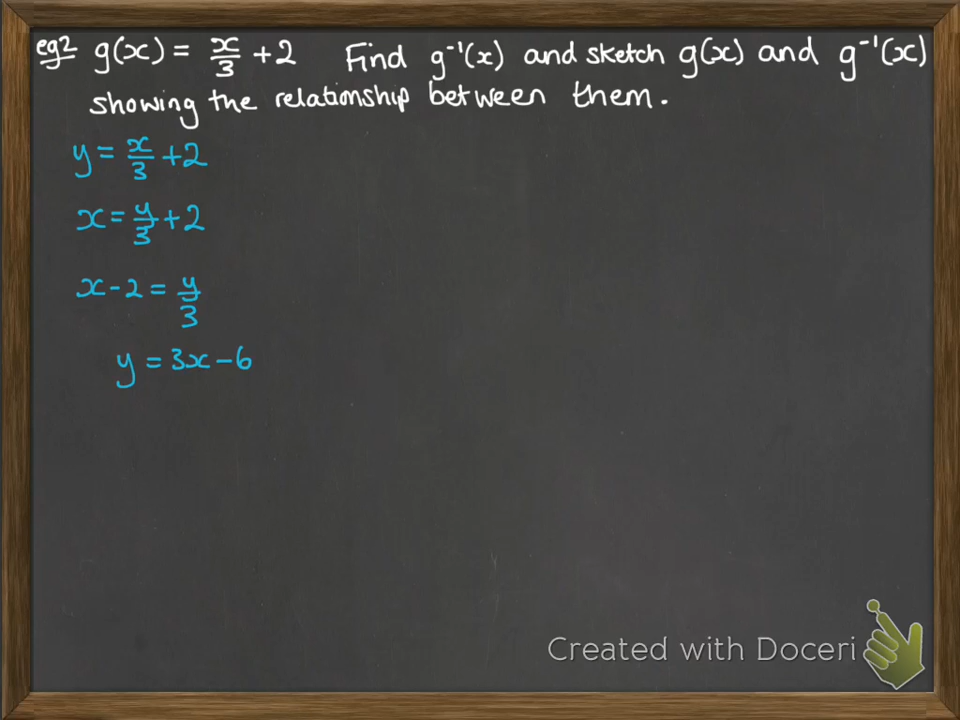 eg2 g(x) = x/3 + 2 Find g⁻¹(x) and sketch g(x) and g⁻¹(x)
showing the relationship between them.
y = x/3 + 2
x = y/3 + 2
x - 2 = y/3
y = 3x - 6
Created with Doceri